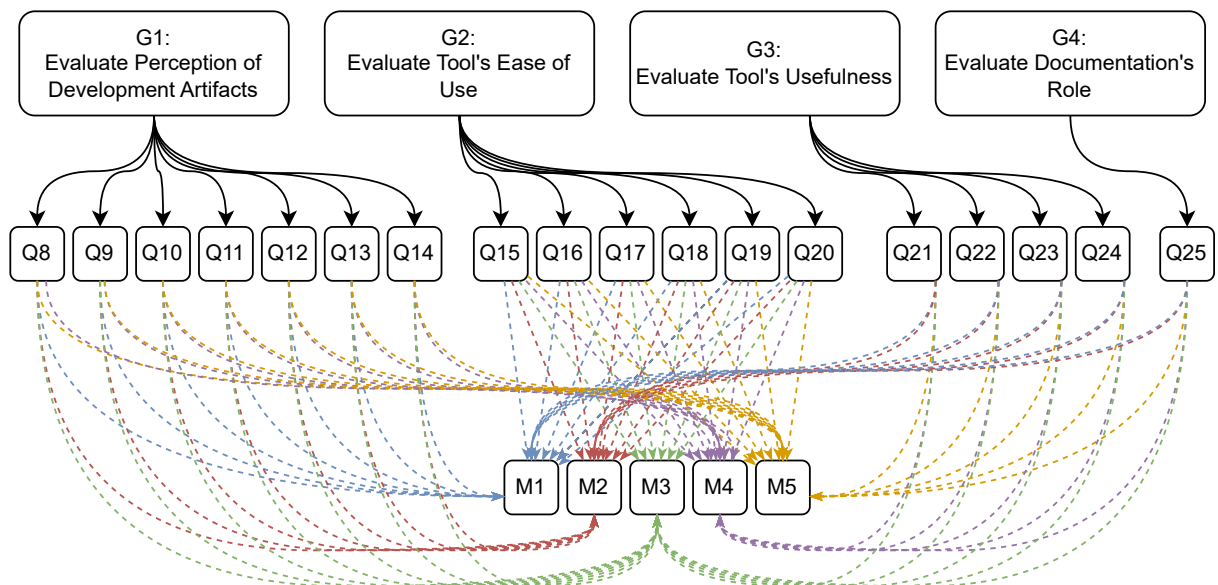 G1:
Evaluate Perception of
Development Artifacts
G2:
Evaluate Tool's Ease of
Use
G3:
Evaluate Tool's Usefulness
G4:
Evaluate Documentation's
Role
Q8 Q9 Q10 Q11 Q12 Q13 Q14 Q15 Q16 Q17 Q18 Q19 Q20 Q21 Q22 Q23 Q24 Q25
M1 M2 M3 M4 M5